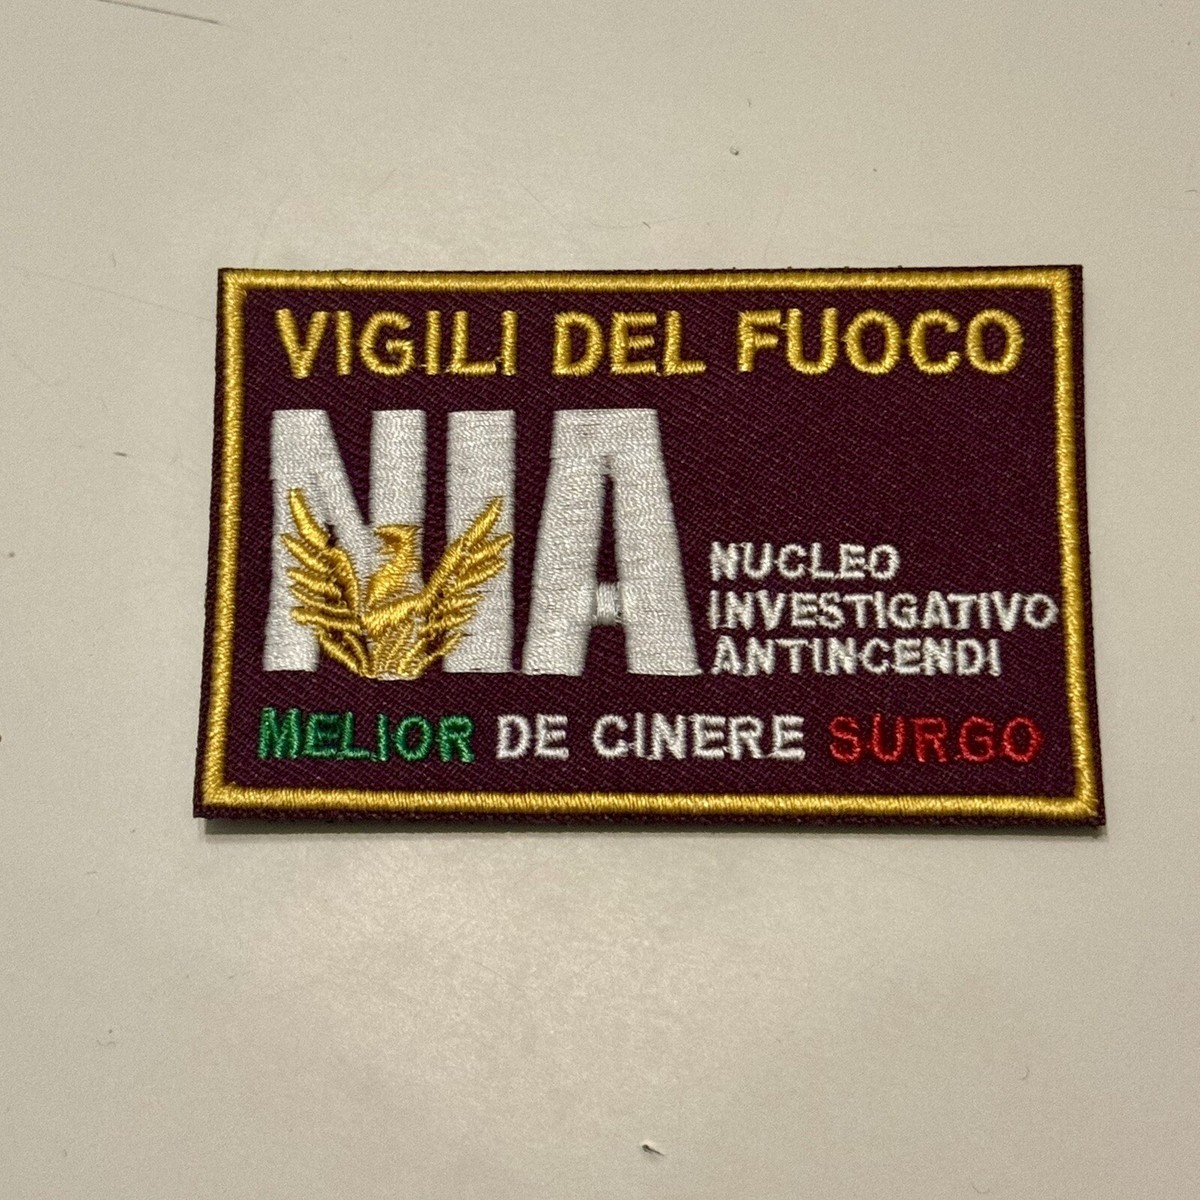 VIGILI DEL FUOCO
NIA
NUCLEO
INVESTIGATIVO
ANTINCENDI
MELIOR DE CINERE SURGO